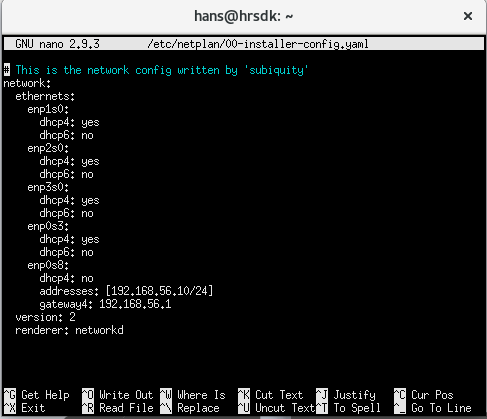 hans@hrsdk: ~
×
GNU nano 2.9.3 /etc/netplan/00-installer-config.yaml
# This is the network config written by 'subiquity'
network:
  ethernets:
    enp1s0:
      dhcp4: yes
      dhcp6: no
    enp2s0:
      dhcp4: yes
      dhcp6: no
    enp3s0:
      dhcp4: yes
      dhcp6: no
    enp0s3:
      dhcp4: yes
      dhcp6: no
    enp0s8:
      dhcp4: no
      addresses: [192.168.56.10/24]
      gateway4: 192.168.56.1
  version: 2
  renderer: networkd
^G Get Help ^O Write Out ^W Where Is ^K Cut Text ^J Justify ^C Cur Pos
^X Exit ^R Read File ^\ Replace ^U Uncut Text ^T To Spell ^_ Go To Line